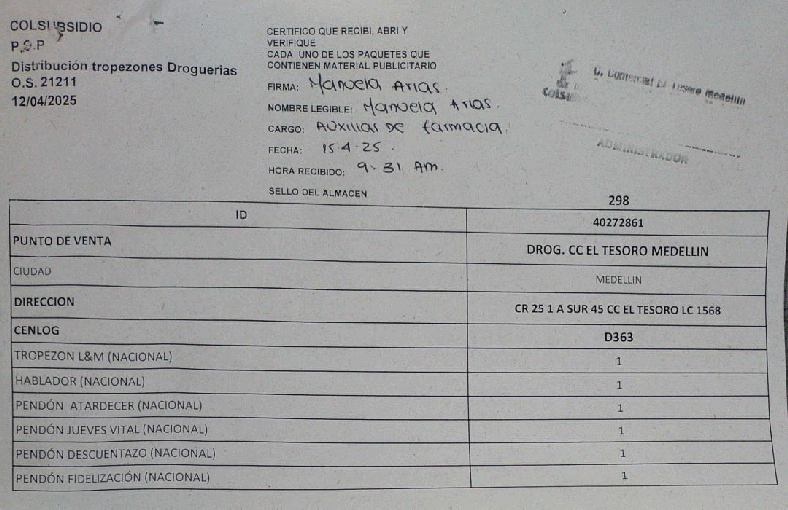 COLSUBSIDIO
P.O.P
Distribución tropezones Droguerias
O.S. 21211
12/04/2025
CERTIFICO QUE RECIBI, ABRI Y
VERIFIQUE
CADA UNO DE LOS PAQUETES QUE
CONTIENEN MATERIAL PUBLICITARIO
FIRMA: Manuela Arias.
NOMBRE LEGIBLE: Manuela Arias.
CARGO: Auxiliar de farmacia.
FECHA: 15-4-25.
HORA RECIBIDO: 9:31 Am.
SELLO DEL ALMACEN
Medellin
ADMINISTRADOR
298
ID 40272861
PUNTO DE VENTA DROG. CC EL TESORO MEDELLIN
CIUDAD MEDELLIN
DIRECCION CR 25 1 A SUR 45 CC EL TESORO LC 1568
CENLOG D363
TROPEZON L&M (NACIONAL) 1
HABLADOR (NACIONAL) 1
PENDÓN ATARDECER (NACIONAL) 1
PENDÓN JUEVES VITAL (NACIONAL) 1
PENDÓN DESCUENTAZO (NACIONAL) 1
PENDÓN FIDELIZACIÓN (NACIONAL) 1